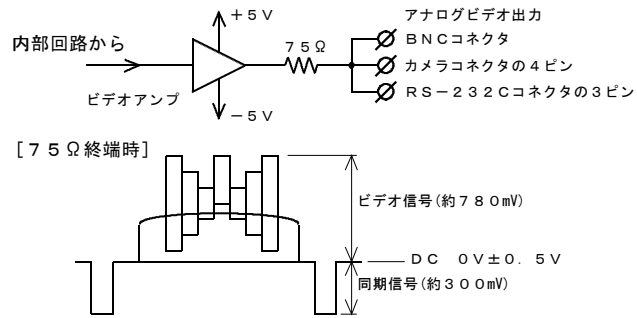 アナログビデオ出力
+5V
内部回路から
75Ω
BNCコネクタ
カメラコネクタの4ピン
RS-232Cコネクタの3ピン
ビデオアンプ
-5V
[75Ω終端時]
ビデオ信号(約780mV)
DC 0V±0.5V
同期信号(約300mV)